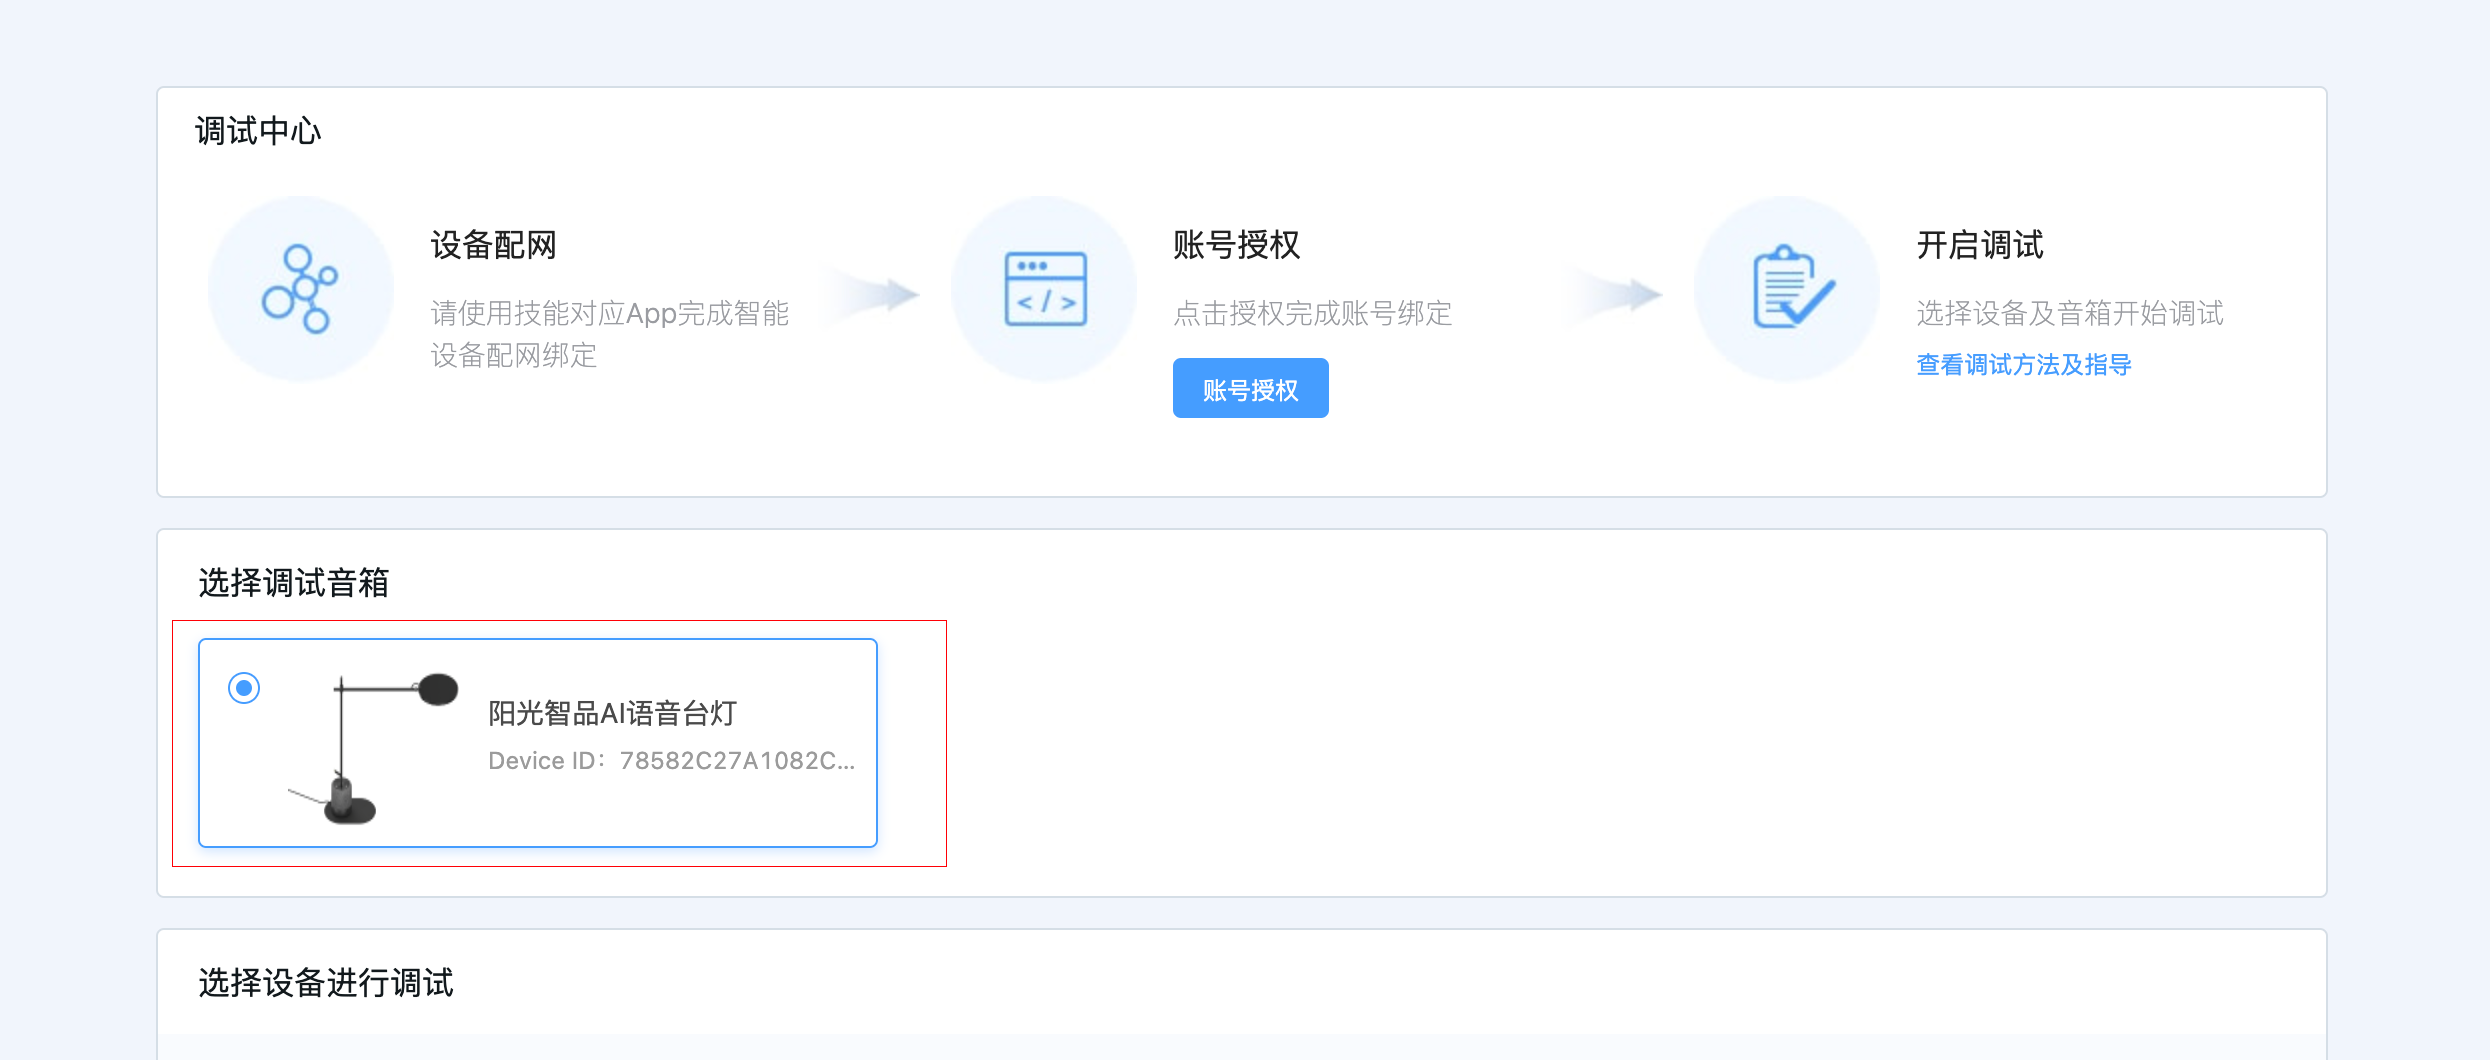 调试中心
设备配网
请使用技能对应App完成智能
设备配网绑定
账号授权
点击授权完成账号绑定
账号授权
开启调试
选择设备及音箱开始调试
查看调试方法及指导
选择调试音箱
阳光智品AI语音台灯
Device ID：78582C27A1082C...
选择设备进行调试